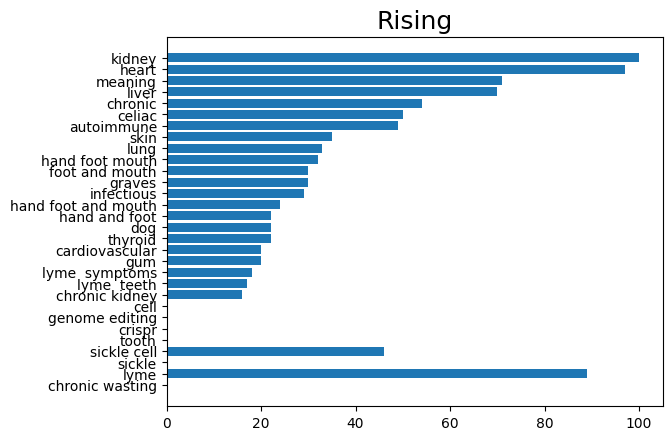 Rising
kidney
heart
meaning
liver
chronic
celiac
autoimmune
skin
lung
hand foot mouth
foot and mouth
graves
infectious
hand foot and mouth
hand and foot
dog
thyroid
cardiovascular
gum
lyme  symptoms
lyme  teeth
chronic kidney
cell
genome editing
crispr
tooth
sickle cell
sickle
lyme
chronic wasting
0 20 40 60 80 100